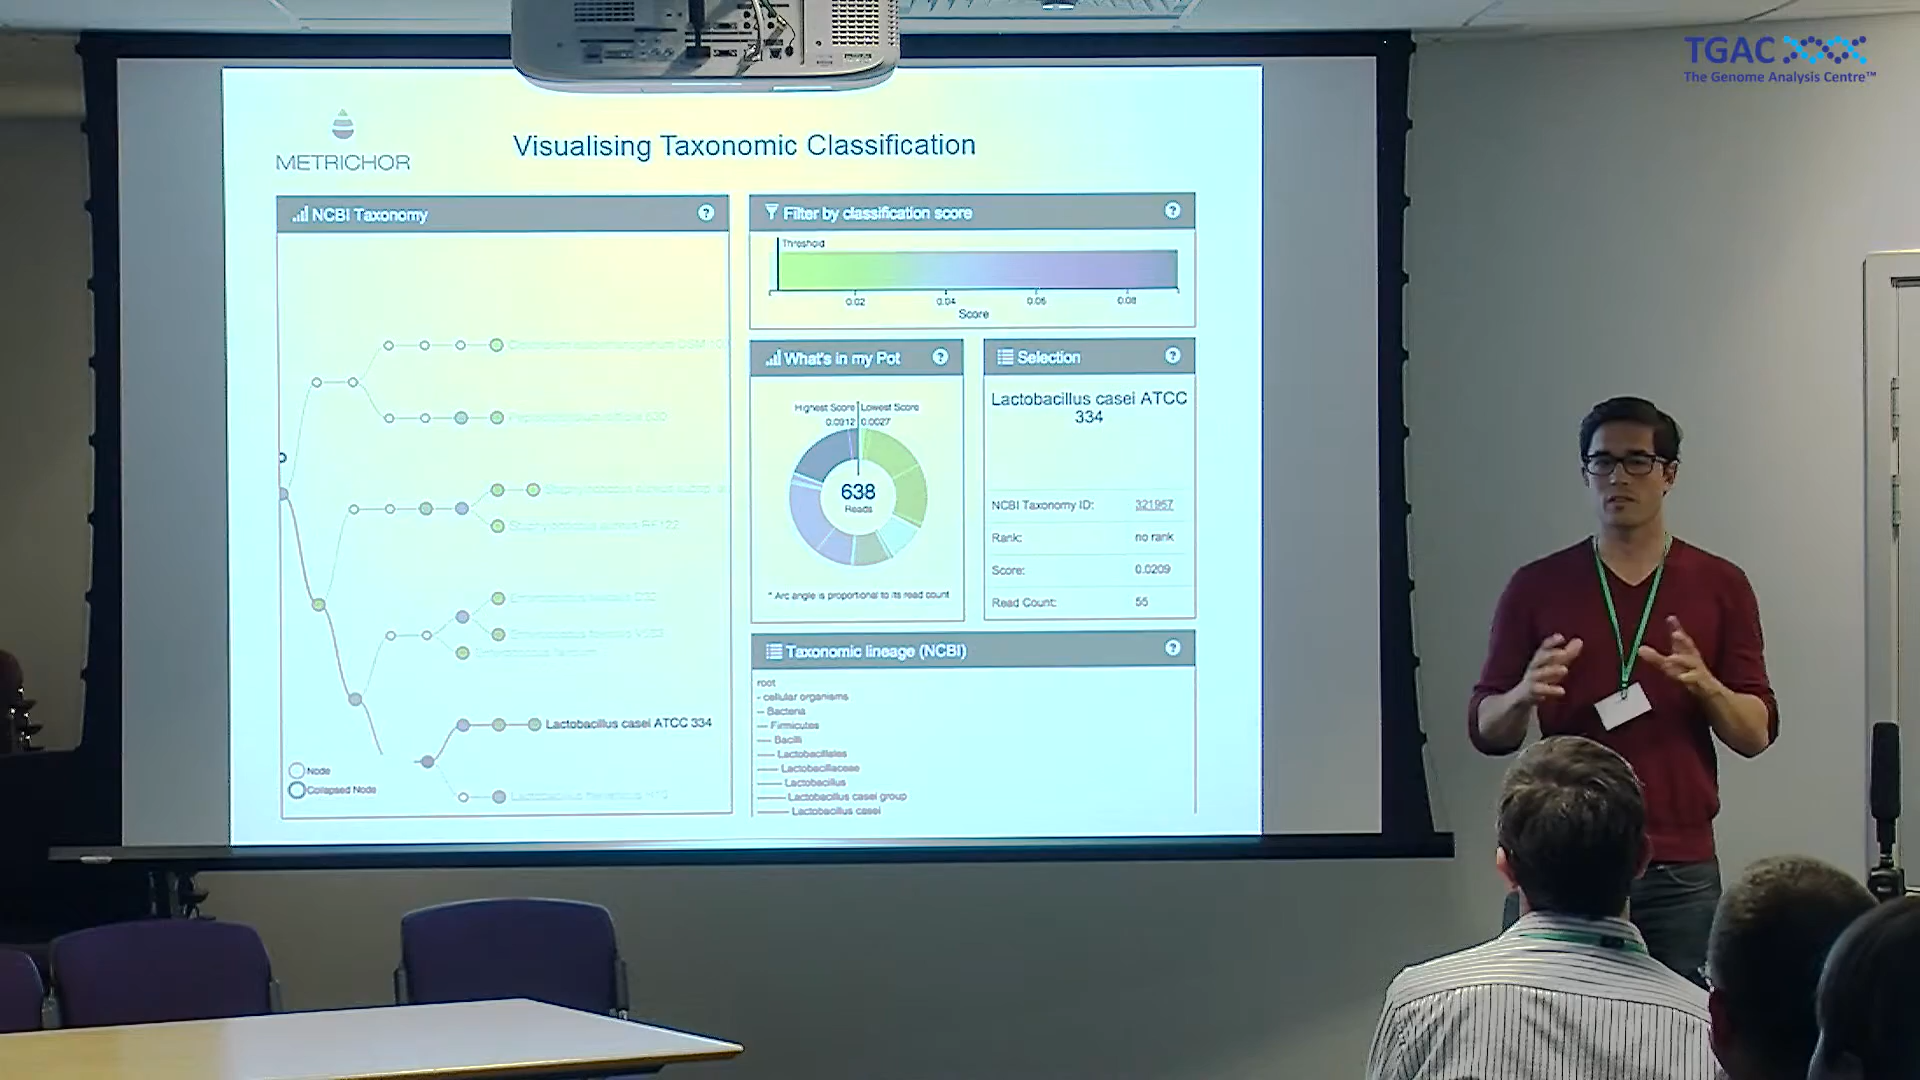 TGAC
The Genome Analysis Centre™
METRICHOR
Visualising Taxonomic Classification
NCBI Taxonomy ?
Lactobacillus casei ATCC 334
Node
Collapsed Node
Filter by classification score ?
Threshold
0.02 0.04 0.06 0.08
Score
What's in my Pot ?
Highest Score Lowest Score
0.0912 0.0027
638
Reads
* Arc angle is proportional to its read count
Selection ?
Lactobacillus casei ATCC
334
NCBI Taxonomy ID: 321967
Rank: no rank
Score: 0.0209
Read Count: 55
Taxonomic lineage (NCBI) ?
root
- cellular organisms
-- Bacteria
--- Firmicutes
---- Bacilli
----- Lactobacillales
------ Lactobacillaceae
------- Lactobacillus
-------- Lactobacillus casei group
--------- Lactobacillus casei